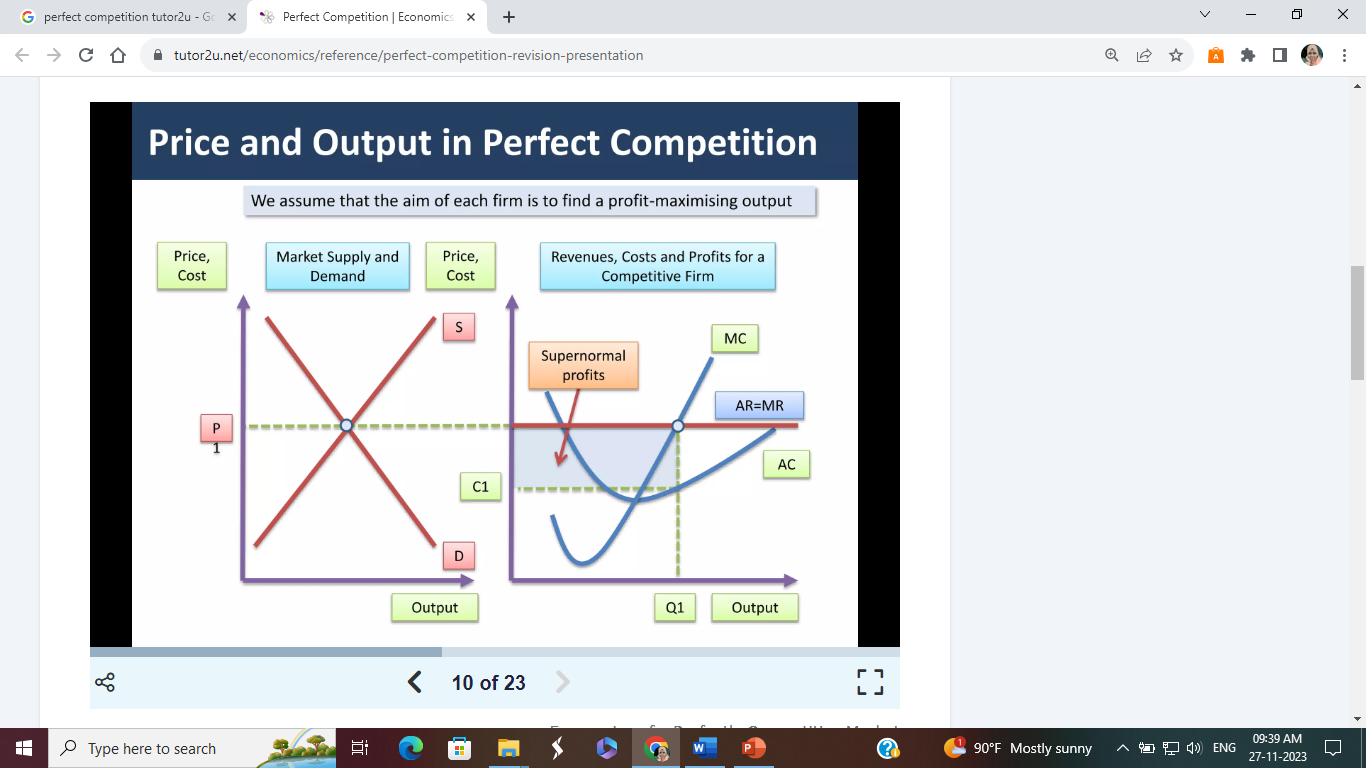 perfect competition tutor2u - Go
Perfect Competition | Economics
tutor2u.net/economics/reference/perfect-competition-revision-presentation
Price and Output in Perfect Competition
We assume that the aim of each firm is to find a profit-maximising output
Price,
Cost
Market Supply and
Demand
Price,
Cost
Revenues, Costs and Profits for a
Competitive Firm
S
MC
Supernormal
profits
AR=MR
P
1
AC
C1
D
Output
Q1
Output
10 of 23
Type here to search
90°F Mostly sunny
ENG
09:39 AM
27-11-2023